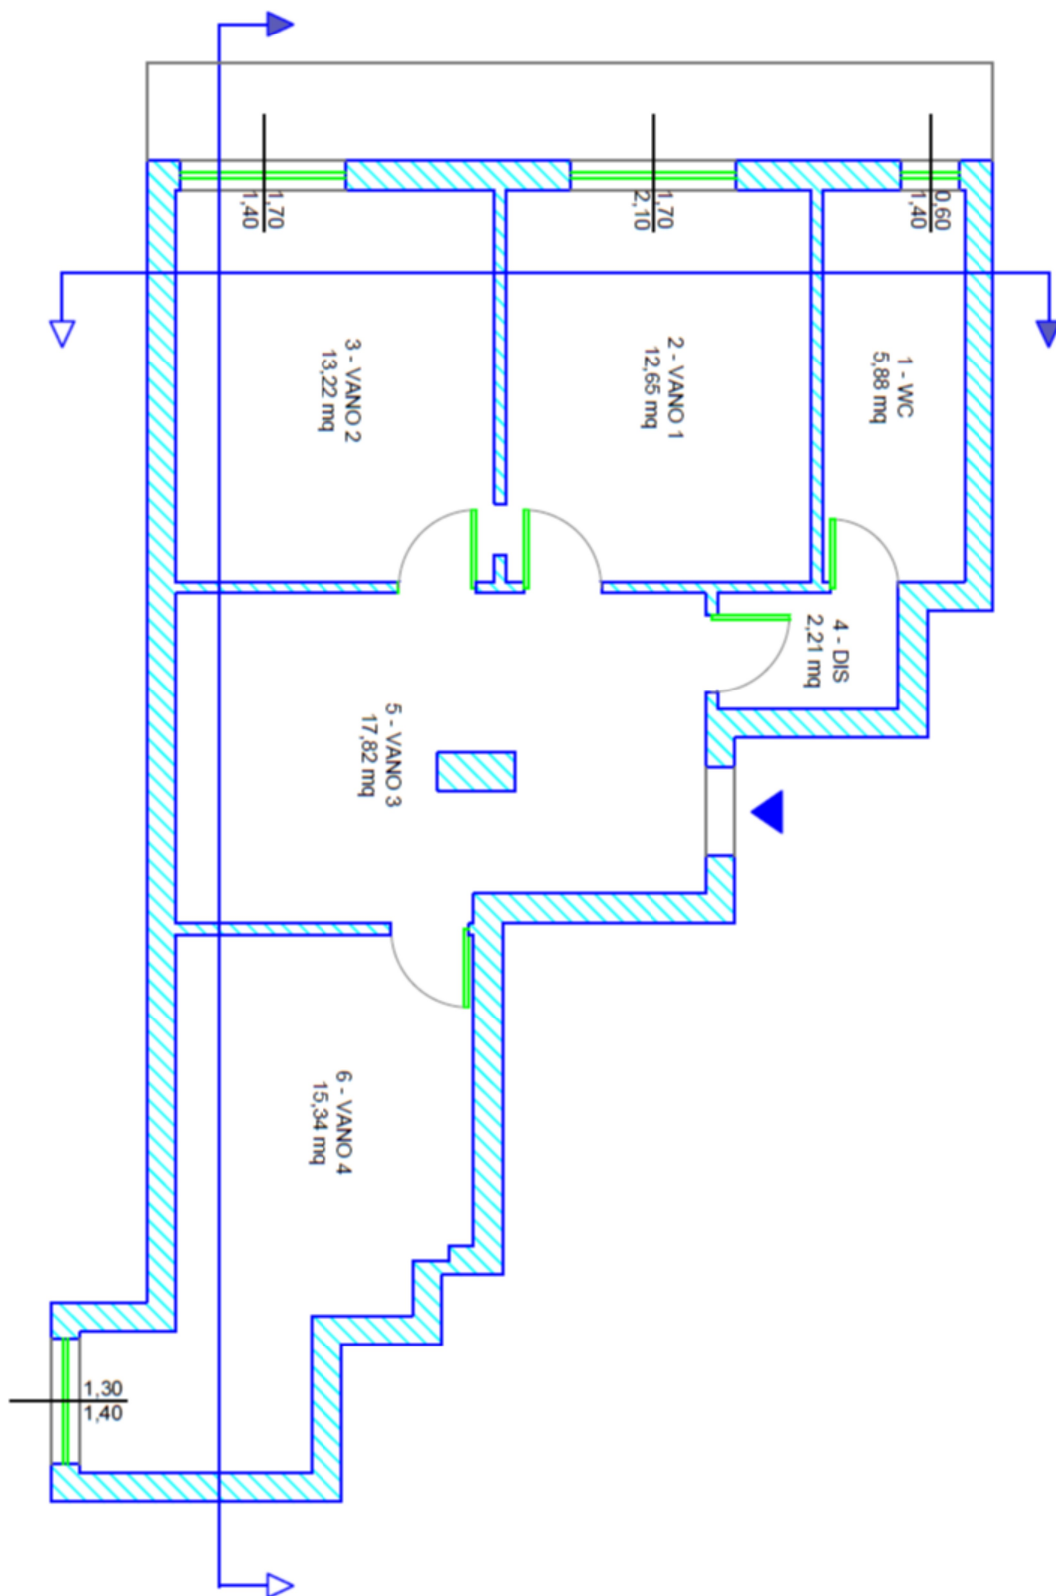 1,70
1,40
1,70
2,10
0,60
1,40
3 - VANO 2
13,22 mq
2 - VANO 1
12,65 mq
1 - WC
5,88 mq
4 - DIS
2,21 mq
5 - VANO 3
17,82 mq
6 - VANO 4
15,34 mq
1,30
1,40